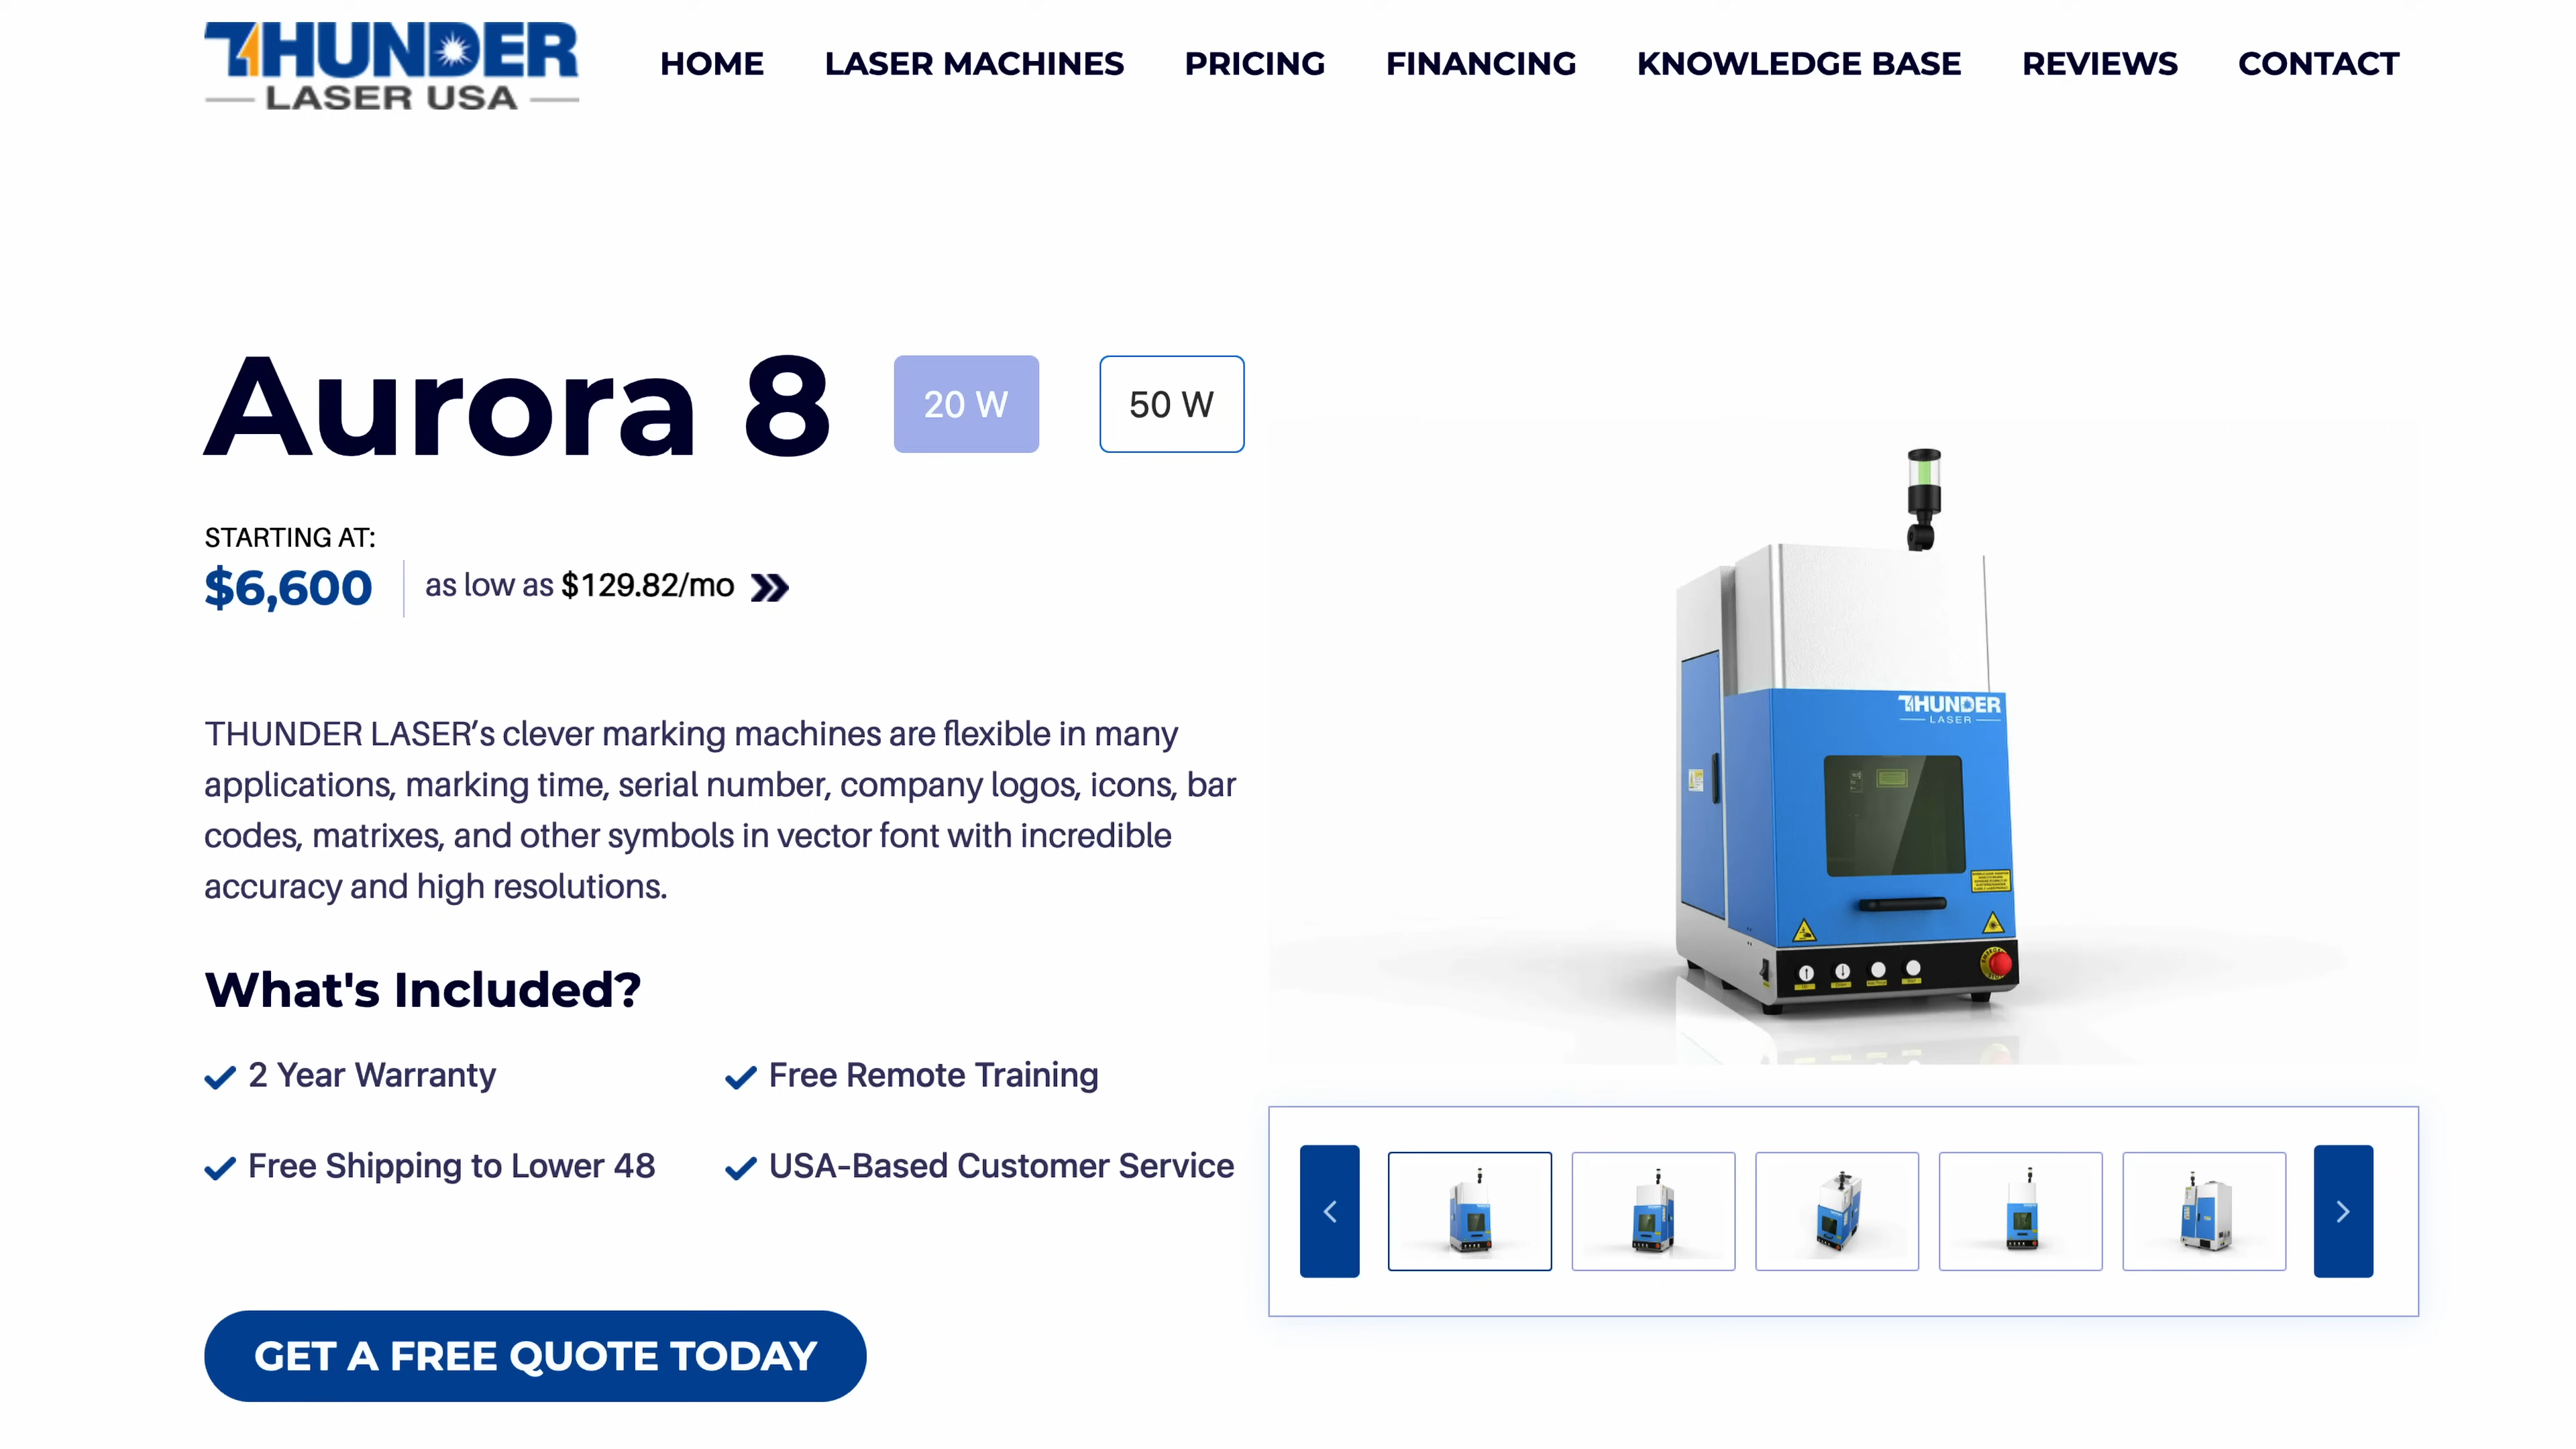 THUNDER
LASER USA
HOME
LASER MACHINES
PRICING
FINANCING
KNOWLEDGE BASE
REVIEWS
CONTACT
Aurora 8
20 W
50 W
STARTING AT:
$6,600
as low as $129.82/mo
THUNDER LASER’s clever marking machines are flexible in many
applications, marking time, serial number, company logos, icons, bar
codes, matrixes, and other symbols in vector font with incredible
accuracy and high resolutions.
What's Included?
2 Year Warranty
Free Remote Training
Free Shipping to Lower 48
USA-Based Customer Service
GET A FREE QUOTE TODAY
THUNDER
LASER